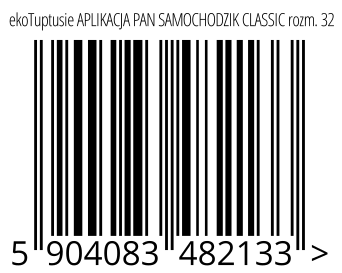 ekoTuptusie APLIKACJA PAN SAMOCHODZIK CLASSIC rozm. 32
5 904083 482133 >